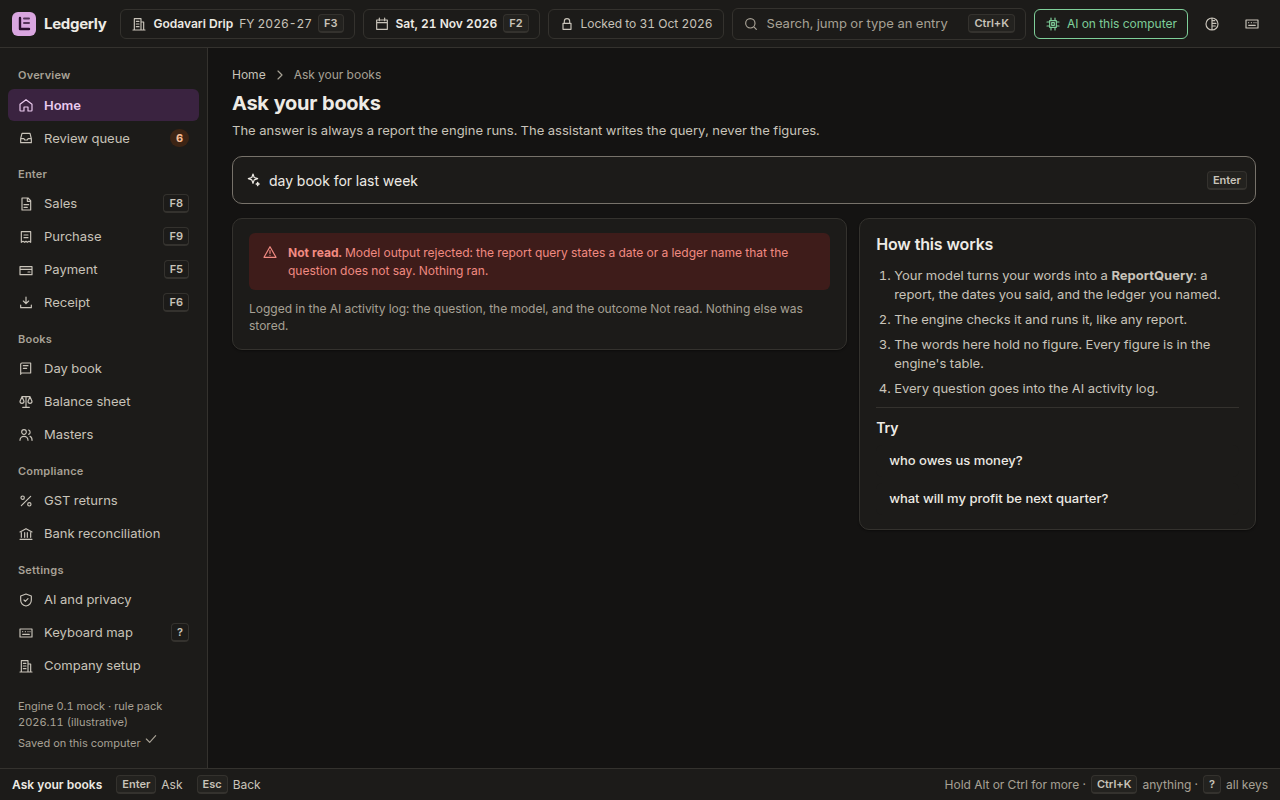 Ledgerly
Godavari Drip FY 2026-27 F3
Sat, 21 Nov 2026 F2
Locked to 31 Oct 2026
Search, jump or type an entry Ctrl+K
AI on this computer
Overview
Home
Review queue 6
Enter
Sales F8
Purchase F9
Payment F5
Receipt F6
Books
Day book
Balance sheet
Masters
Compliance
GST returns
Bank reconciliation
Settings
AI and privacy
Keyboard map ?
Company setup
Engine 0.1 mock · rule pack
2026.11 (illustrative)
Saved on this computer
Home Ask your books
Ask your books
The answer is always a report the engine runs. The assistant writes the query, never the figures.
day book for last week Enter
Not read. Model output rejected: the report query states a date or a ledger name that the
question does not say. Nothing ran.
Logged in the AI activity log: the question, the model, and the outcome Not read. Nothing else was
stored.
How this works
1. Your model turns your words into a ReportQuery: a
report, the dates you said, and the ledger you named.
2. The engine checks it and runs it, like any report.
3. The words here hold no figure. Every figure is in the
engine's table.
4. Every question goes into the AI activity log.
Try
who owes us money?
what will my profit be next quarter?
Ask your books Enter Ask Esc Back
Hold Alt or Ctrl for more · Ctrl+K anything · ? all keys